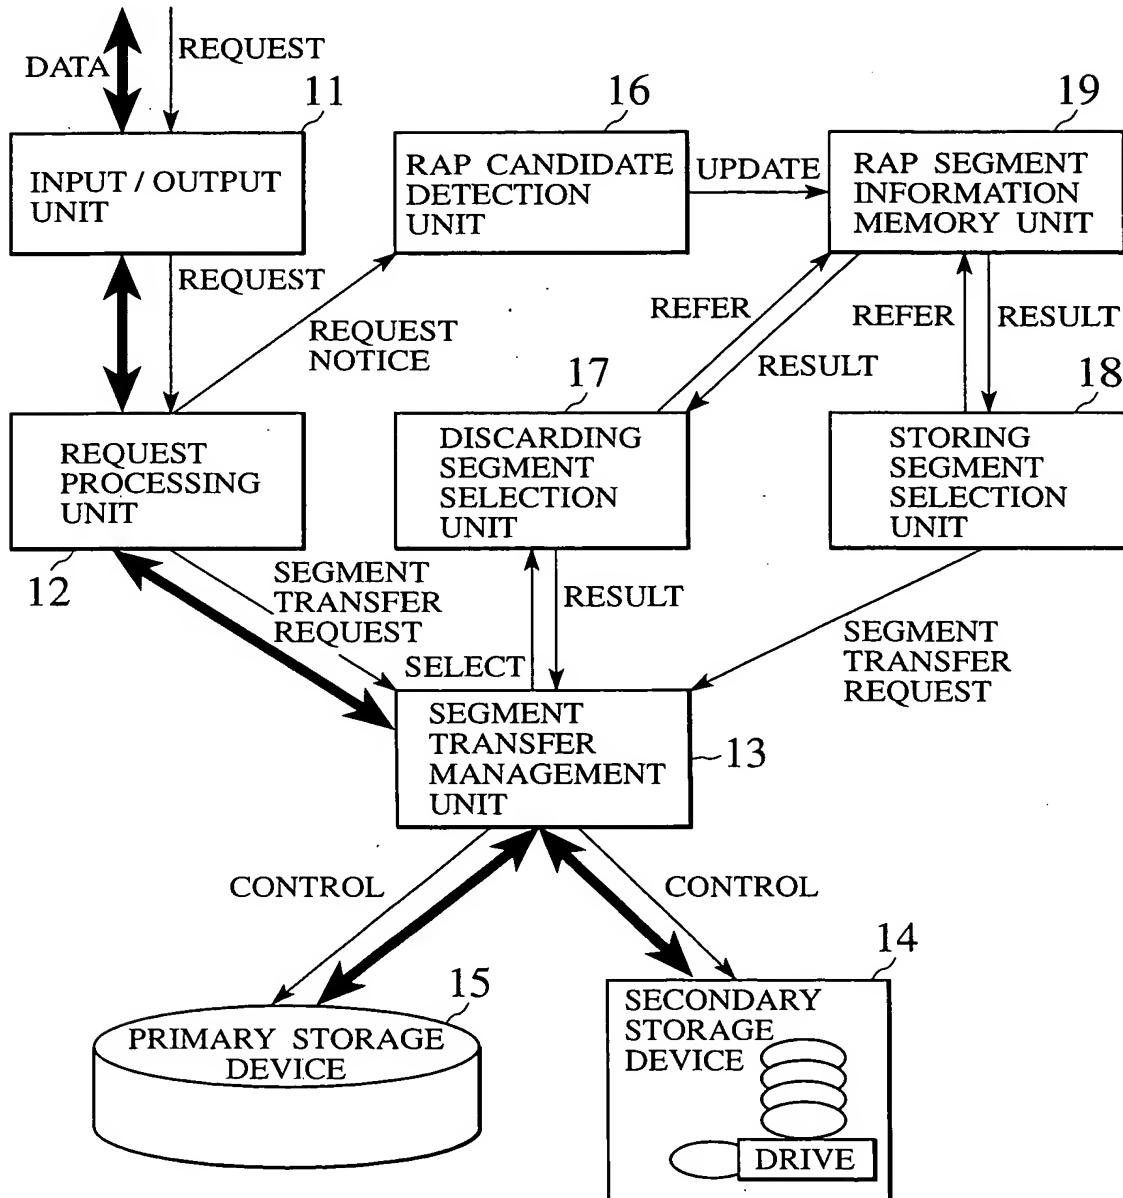 DATA
REQUEST
11
16
19
INPUT / OUTPUT
UNIT
RAP CANDIDATE
DETECTION
UNIT
UPDATE
RAP SEGMENT
INFORMATION
MEMORY UNIT
REQUEST
REQUEST
NOTICE
REFER
RESULT
REFER
RESULT
17
18
REQUEST
PROCESSING
UNIT
DISCARDING
SEGMENT
SELECTION
UNIT
STORING
SEGMENT
SELECTION
UNIT
12
SEGMENT
TRANSFER
REQUEST
SELECT
RESULT
SEGMENT
TRANSFER
REQUEST
SEGMENT
TRANSFER
MANAGEMENT
UNIT
13
CONTROL
CONTROL
15
14
PRIMARY STORAGE
DEVICE
SECONDARY
STORAGE
DEVICE
DRIVE